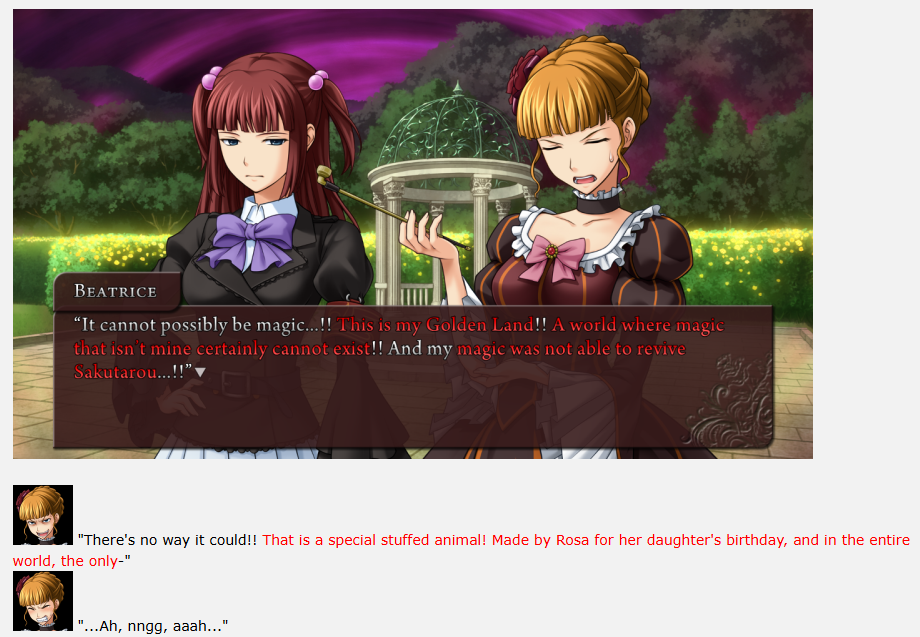 BEATRICE
“It cannot possibly be magic...!! This is my Golden Land!! A world where magic
that isn't mine certainly cannot exist!! And my magic was not able to revive
Sakutarou...!!”▼
"There's no way it could!! That is a special stuffed animal! Made by Rosa for her daughter's birthday, and in the entire
world, the only-"
"...Ah, nngg, aaah..."